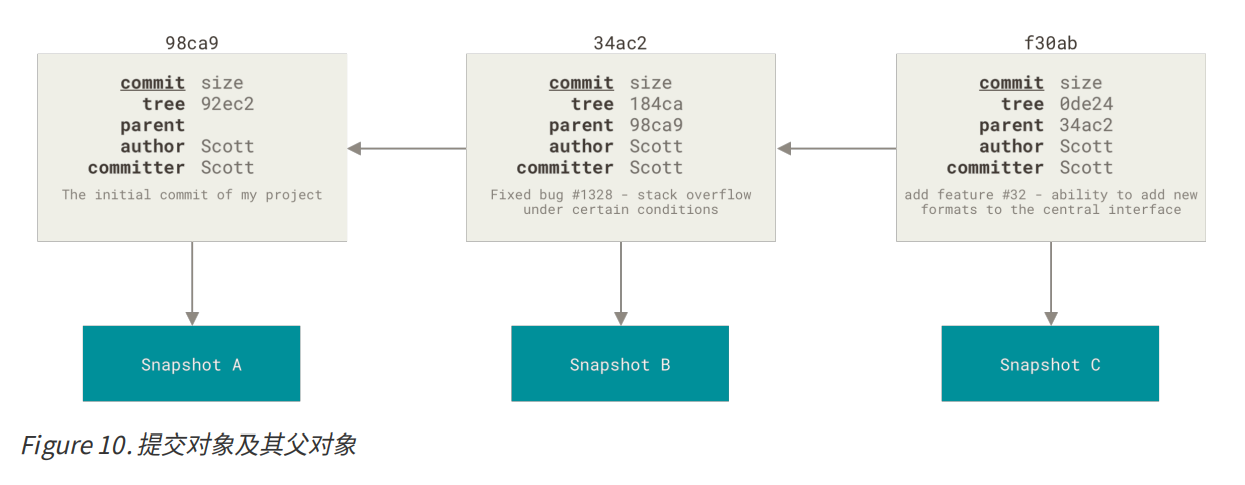 98ca9
commit size
tree 92ec2
parent
author Scott
committer Scott
The initial commit of my project
34ac2
commit size
tree 184ca
parent 98ca9
author Scott
committer Scott
Fixed bug #1328 - stack overflow
under certain conditions
f30ab
commit size
tree 0de24
parent 34ac2
author Scott
committer Scott
add feature #32 - ability to add new
formats to the central interface
Snapshot A
Snapshot B
Snapshot C
Figure 10. 提交对象及其父对象